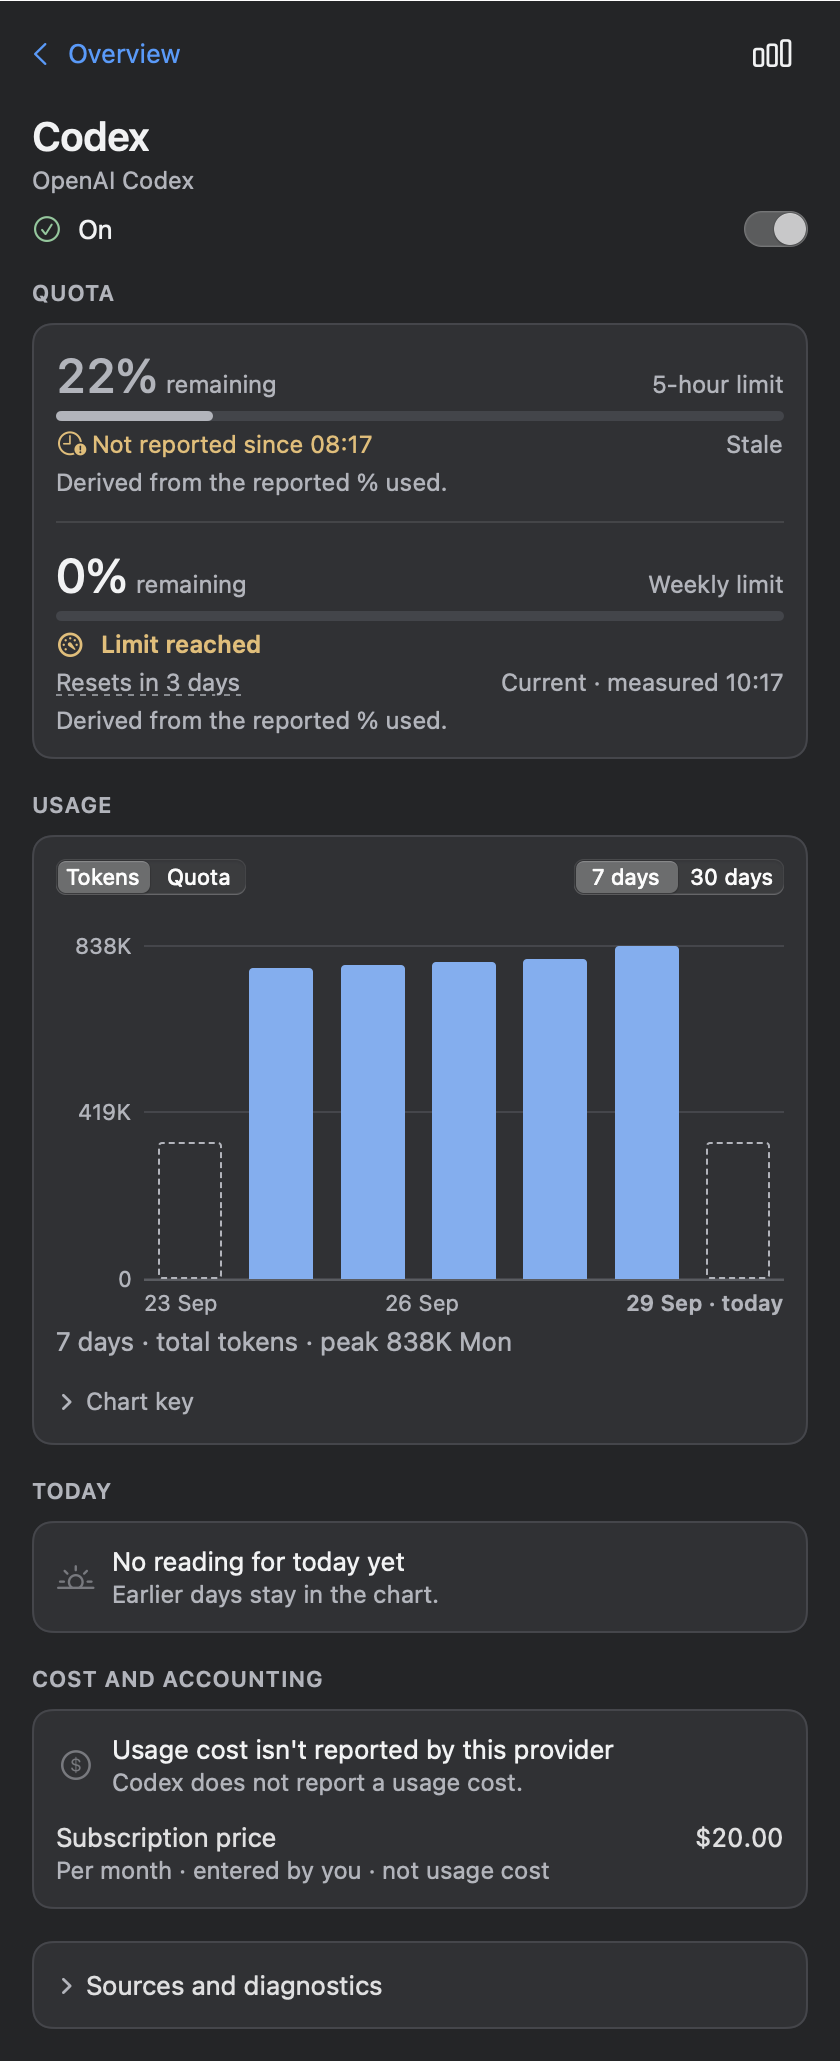 Overview
Codex
OpenAI Codex
On
QUOTA
22% remaining
5-hour limit
Not reported since 08:17
Stale
Derived from the reported % used.
0% remaining
Weekly limit
Limit reached
Resets in 3 days
Current · measured 10:17
Derived from the reported % used.
USAGE
Tokens Quota
7 days 30 days
838K
419K
0
23 Sep
26 Sep
29 Sep · today
7 days · total tokens · peak 838K Mon
Chart key
TODAY
No reading for today yet
Earlier days stay in the chart.
COST AND ACCOUNTING
$
Usage cost isn't reported by this provider
Codex does not report a usage cost.
Subscription price
$20.00
Per month · entered by you · not usage cost
Sources and diagnostics